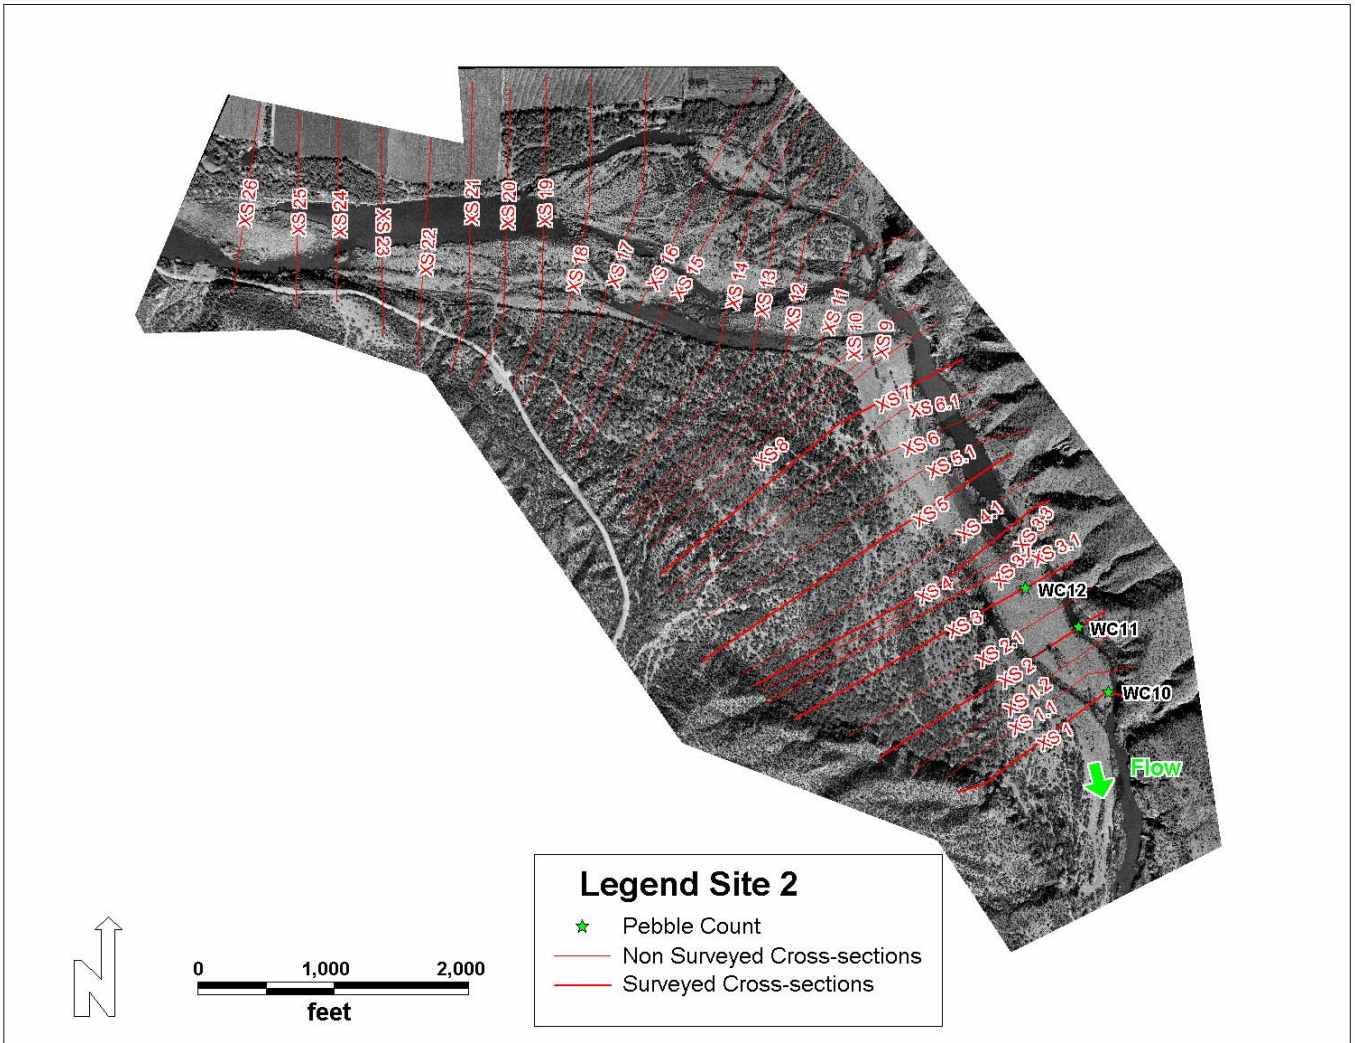 XS 26
XS 25
XS 24
XS 23
XS 22
XS 21
XS 20
XS 19
XS 18
XS 17
XS 16
XS 15
XS 14
XS 13
XS 12
XS 11
XS 10
XS 9
XS 8
XS 7
XS 6.1
XS 6
XS 5.1
XS 5
XS 4.1
XS 4
XS 3.3
XS 3.1
XS 3
XS 2.1
XS 2
XS 1.2
XS 1.1
XS 1
WC12
WC11
WC10
Flow
Legend Site 2
Pebble Count
Non Surveyed Cross-sections
Surveyed Cross-sections
N
0 1,000 2,000
feet